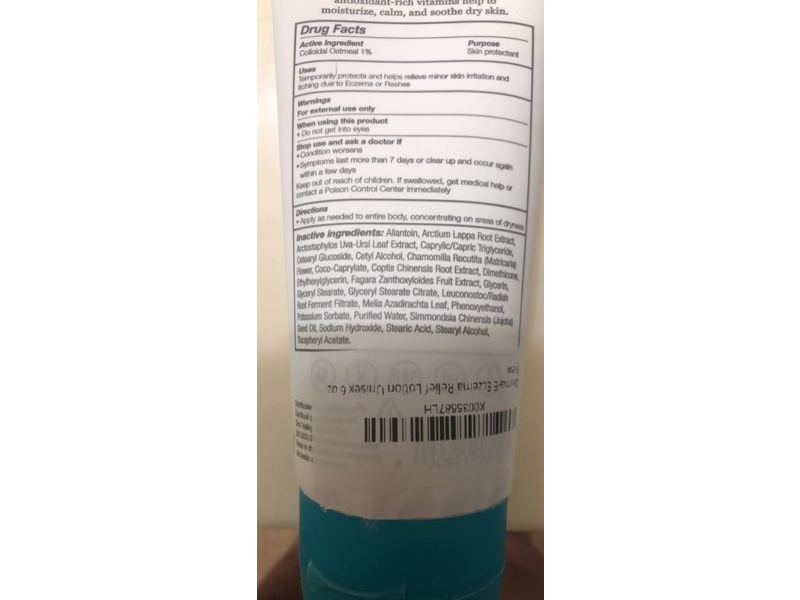 antioxidant-rich vitamins help to
moisturize, calm, and soothe dry skin.
Drug Facts
Active Ingredient Purpose
Colloidal Oatmeal 1% Skin protectant
Uses
Temporarily protects and helps relieve minor skin irritation and
itching due to Eczema or Rashes
Warnings
For external use only
When using this product
• Do not get into eyes
Stop use and ask a doctor if
• Condition worsens
• Symptoms last more than 7 days or clear up and occur again
within a few days
Keep out of reach of children. If swallowed, get medical help or
contact a Poison Control Center immediately
Directions
• Apply as needed to entire body, concentrating on areas of dryness
Inactive Ingredients: Allantoin, Arctium Lappa Root Extract,
Arctostaphylos Uva-Ursi Leaf Extract, Caprylic/Capric Triglyceride,
Cetearyl Glucoside, Cetyl Alcohol, Chamomilla Recutita (Matricaria)
Flower, Coco-Caprylate, Coptis Chinensis Root Extract, Dimethicone,
Ethylhexylglycerin, Fagara Zanthoxyloides Fruit Extract, Glycerin,
Glyceryl Stearate, Glyceryl Stearate Citrate, Leuconostoc/Radish
Root Ferment Filtrate, Melia Azadirachta Leaf, Phenoxyethanol,
Potassium Sorbate, Purified Water, Simmondsia Chinensis (Jojoba)
Seed Oil, Sodium Hydroxide, Stearic Acid, Stearyl Alcohol,
Tocopheryl Acetate.
New
Derma-E Eczema Relief Lotion Unisex 6 oz
X0035587LH